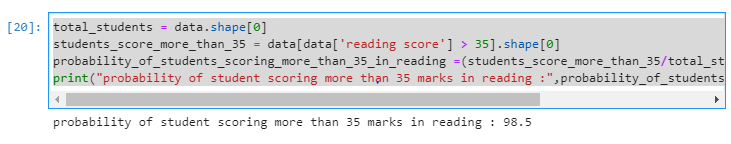 [20]:
total_students = data.shape[0]
students_score_more_than_35 = data[data['reading score'] > 35].shape[0]
probability_of_students_scoring_more_than_35_in_reading =(students_score_more_than_35/total_st
print("probability of student scoring more than 35 marks in reading :",probability_of_students
probability of student scoring more than 35 marks in reading : 98.5